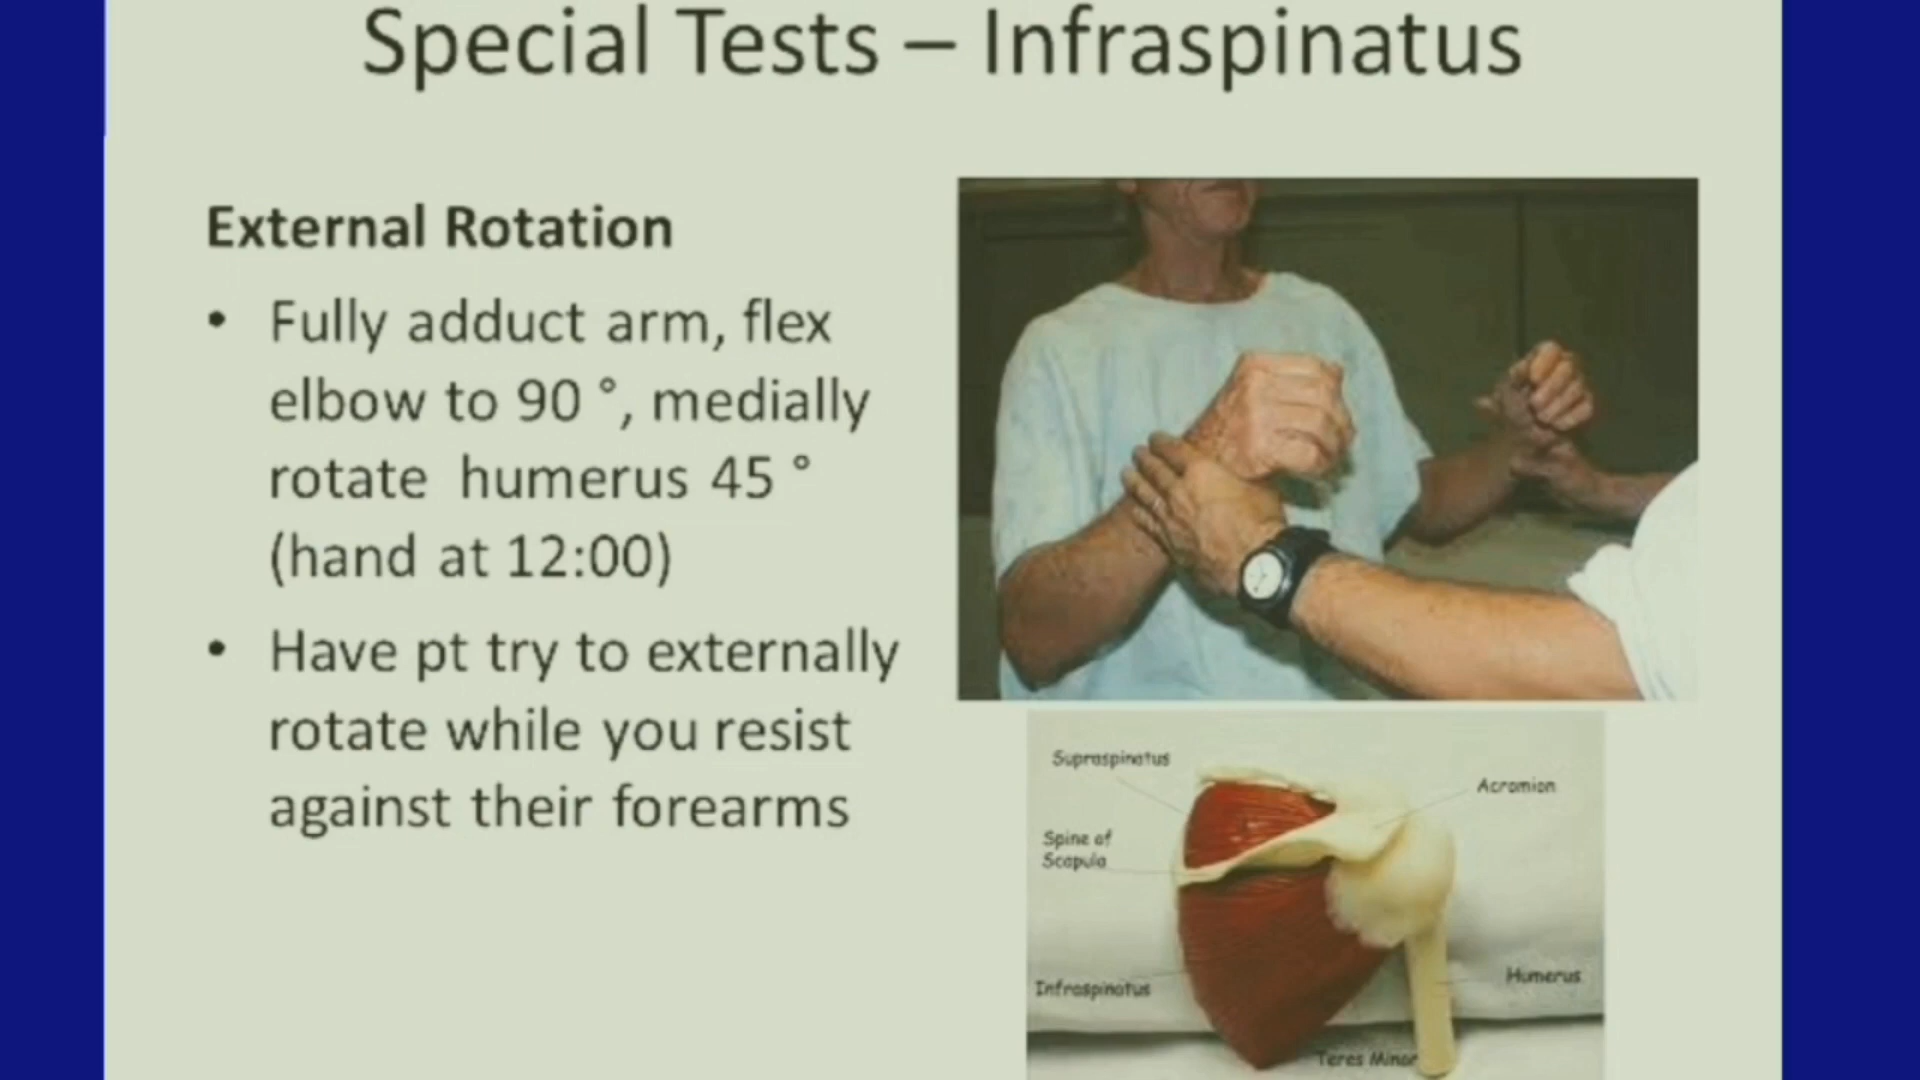 Special Tests – Infraspinatus
External Rotation
• Fully adduct arm, flex
elbow to 90 °, medially
rotate humerus 45 °
(hand at 12:00)
• Have pt try to externally
rotate while you resist
against their forearms
Supraspinatus
Acromion
Spine of
Scapula
Infraspinatus
Humerus
Teres Minor